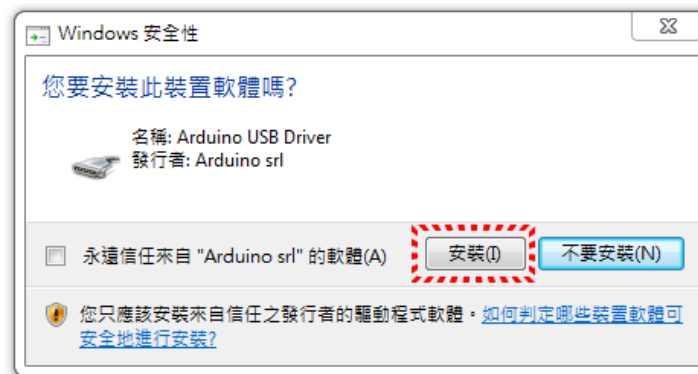 Windows 安全性
您要安裝此裝置軟體嗎?
名稱: Arduino USB Driver
發行者: Arduino srl
永遠信任來自 "Arduino srl" 的軟體(A)
安裝(I)
不要安裝(N)
您只應該安裝來自信任之發行者的驅動程式軟體。如何判定哪些裝置軟體可
安全地進行安裝?